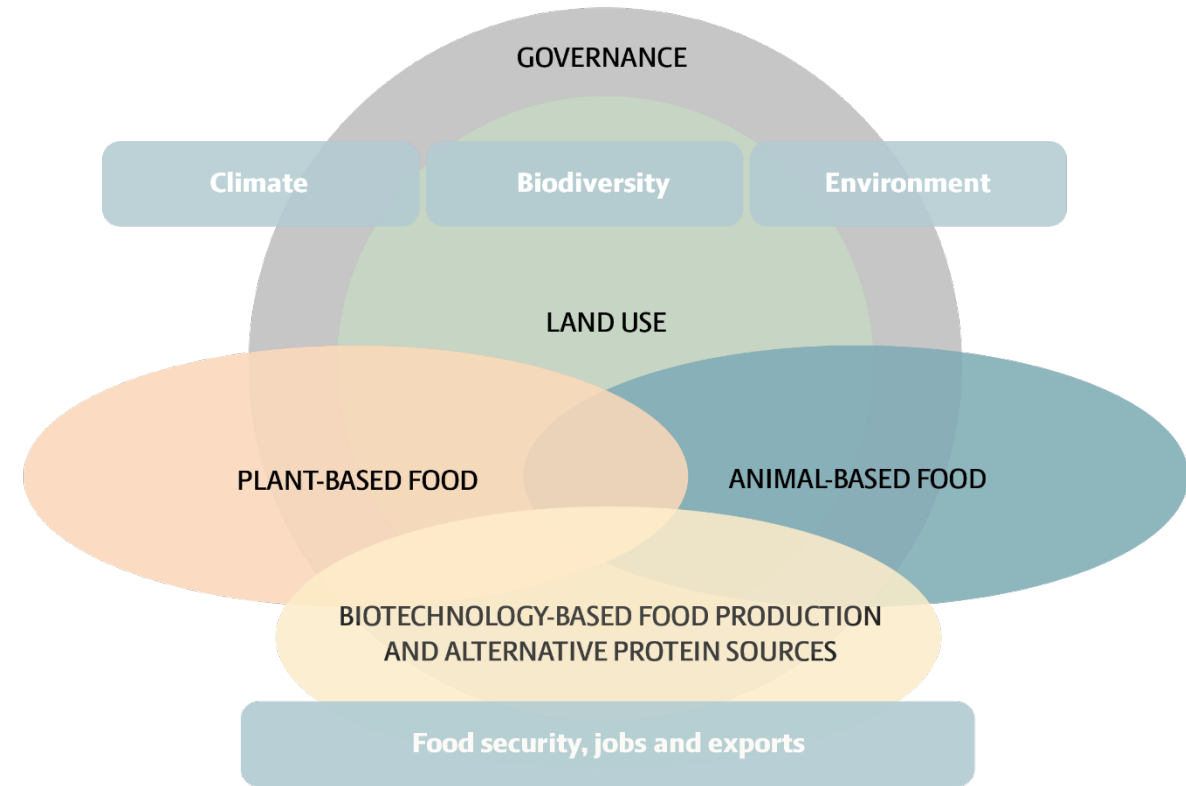 GOVERNANCE
Climate
Biodiversity
Environment
LAND USE
PLANT-BASED FOOD
ANIMAL-BASED FOOD
BIOTECHNOLOGY-BASED FOOD PRODUCTION
AND ALTERNATIVE PROTEIN SOURCES
Food security, jobs and exports